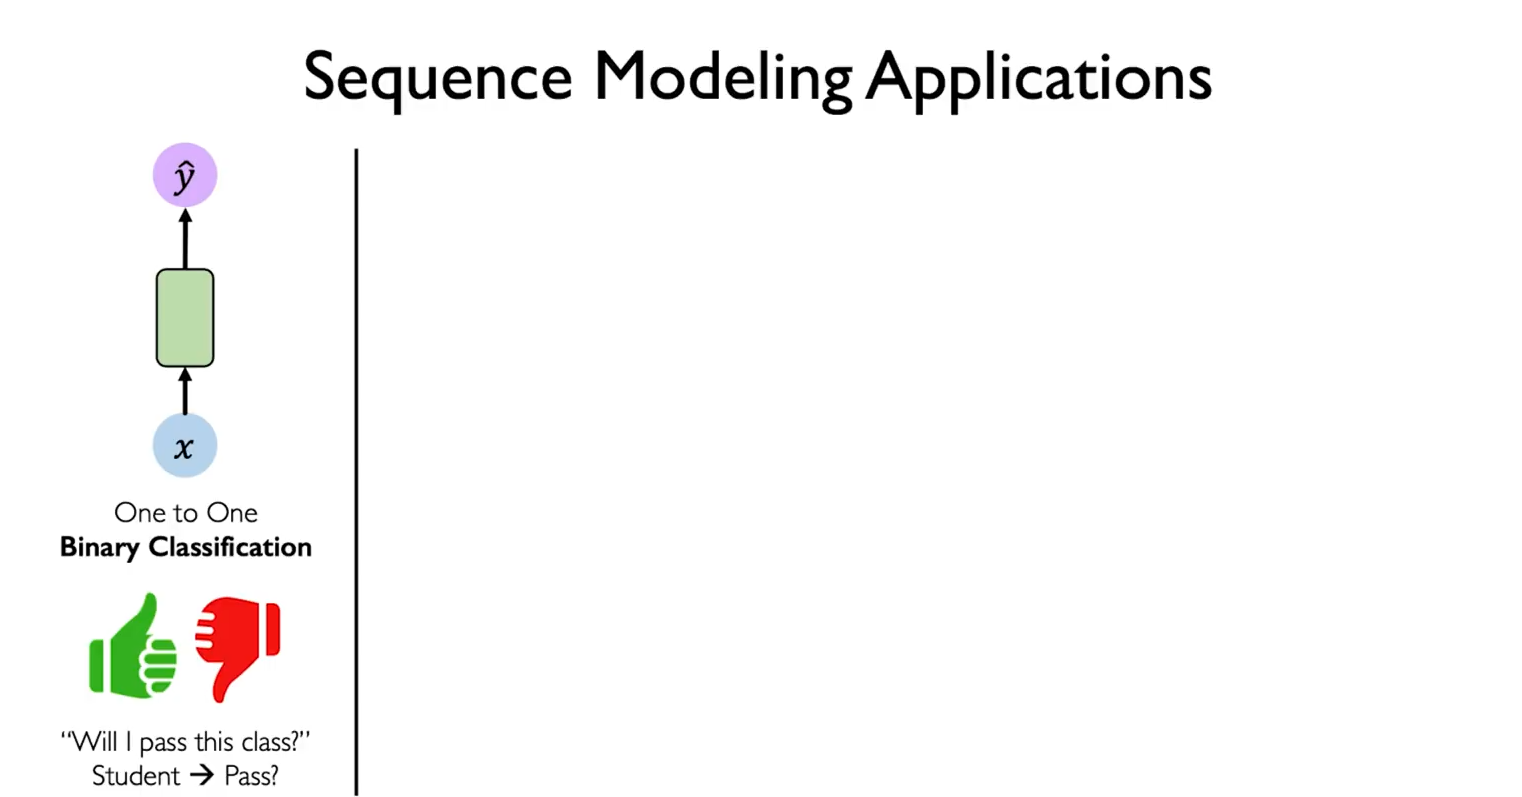 Sequence Modeling Applications
ŷ
x
One to One
Binary Classification
“Will I pass this class?”
Student → Pass?